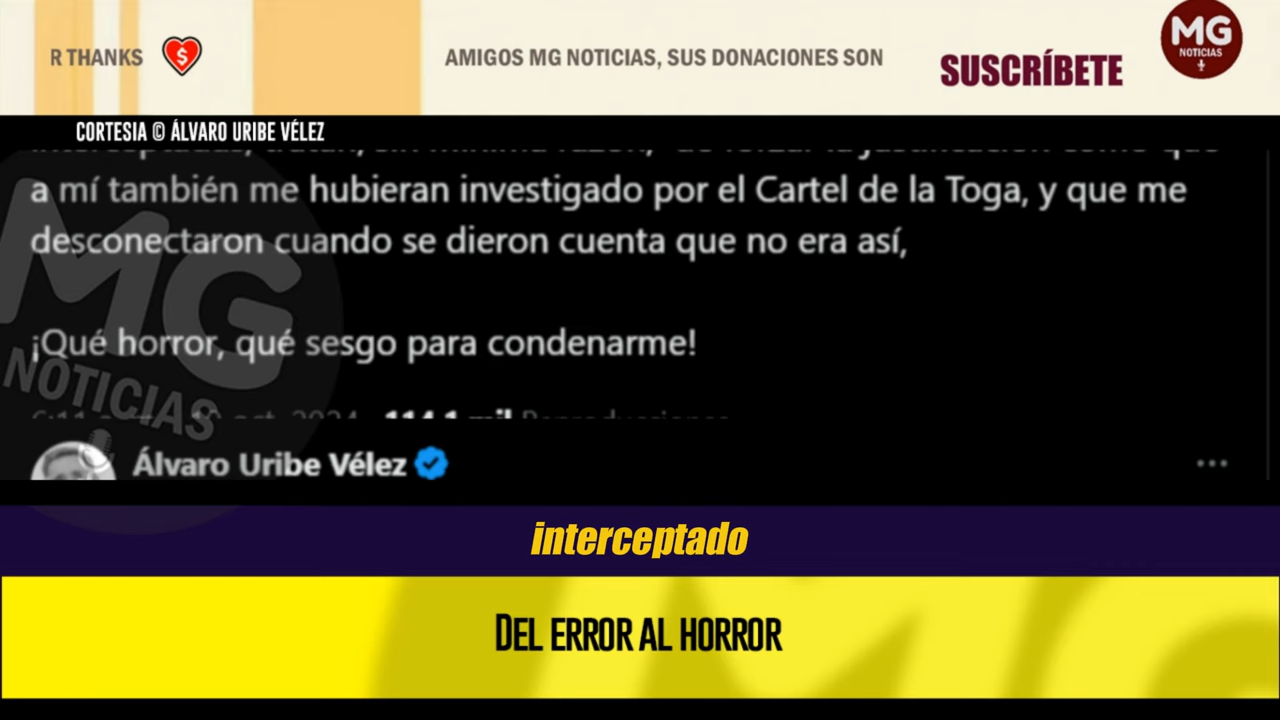 R THANKS
AMIGOS MG NOTICIAS, SUS DONACIONES SON
SUSCRÍBETE
MG
NOTICIAS
CORTESIA © ÁLVARO URIBE VÉLEZ
a mí también me hubieran investigado por el Cartel de la Toga, y que me
desconectaron cuando se dieron cuenta que no era así,
¡Qué horror, qué sesgo para condenarme!
MG
NOTICIAS
Álvaro Uribe Vélez
interceptado
DEL ERROR AL HORROR